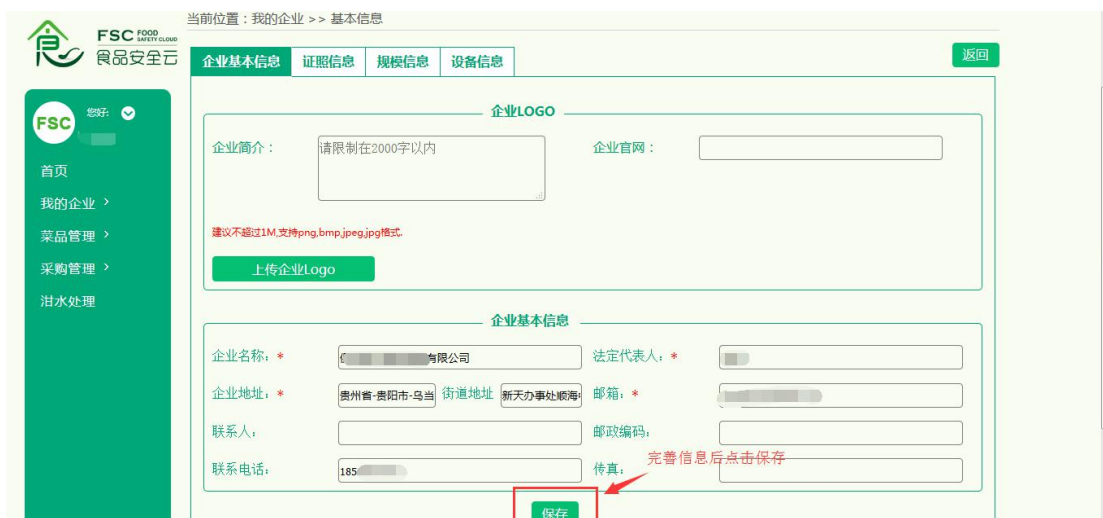 当前位置：我的企业 >> 基本信息
FSC FOOD SAFETY CLOUD
食品安全云
企业基本信息 证照信息 规模信息 设备信息 返回
FSC 您好:
首页
我的企业 >
菜品管理 >
采购管理 >
泔水处理
企业LOGO
企业简介： 请限制在2000字以内 企业官网：
建议不超过1M,支持png,bmp,jpeg,jpg格式.
上传企业Logo
企业基本信息
企业名称: * 有限公司 法定代表人: *
企业地址: * 贵州省-贵阳市-乌当 街道地址 新天办事处顺海 邮箱: *
联系人: 邮政编码:
联系电话: 185 传真:
完善信息后点击保存
保存